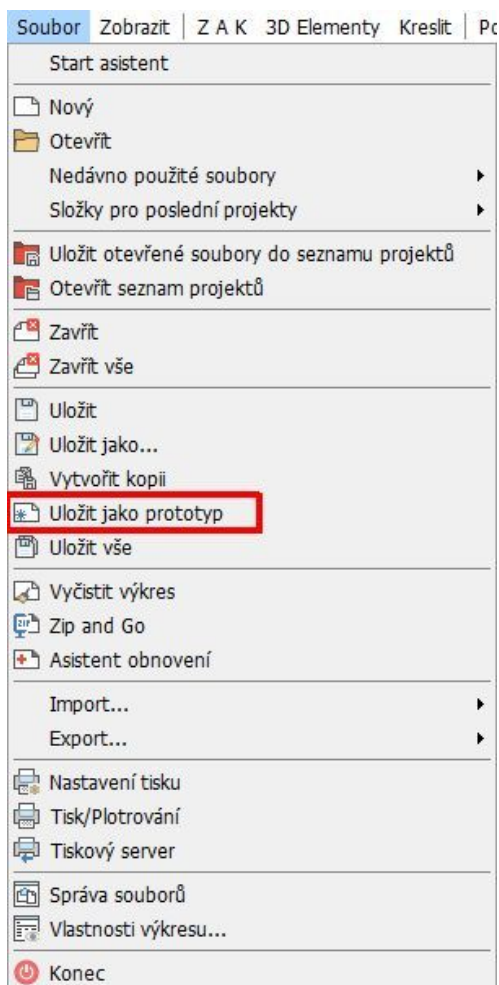 Soubor Zobrazit Z A K 3D Elementy Kreslit
Start asistent
Nový
Otevřít
Nedávno použité soubory
Složky pro poslední projekty
Uložit otevřené soubory do seznamu projektů
Otevřít seznam projektů
Zavřít
Zavřít vše
Uložit
Uložit jako...
Vytvořit kopii
Uložit jako prototyp
Uložit vše
Vyčistit výkres
Zip and Go
Asistent obnovení
Import...
Export...
Nastavení tisku
Tisk/Plotrování
Tiskový server
Správa souborů
Vlastnosti výkresu...
Konec